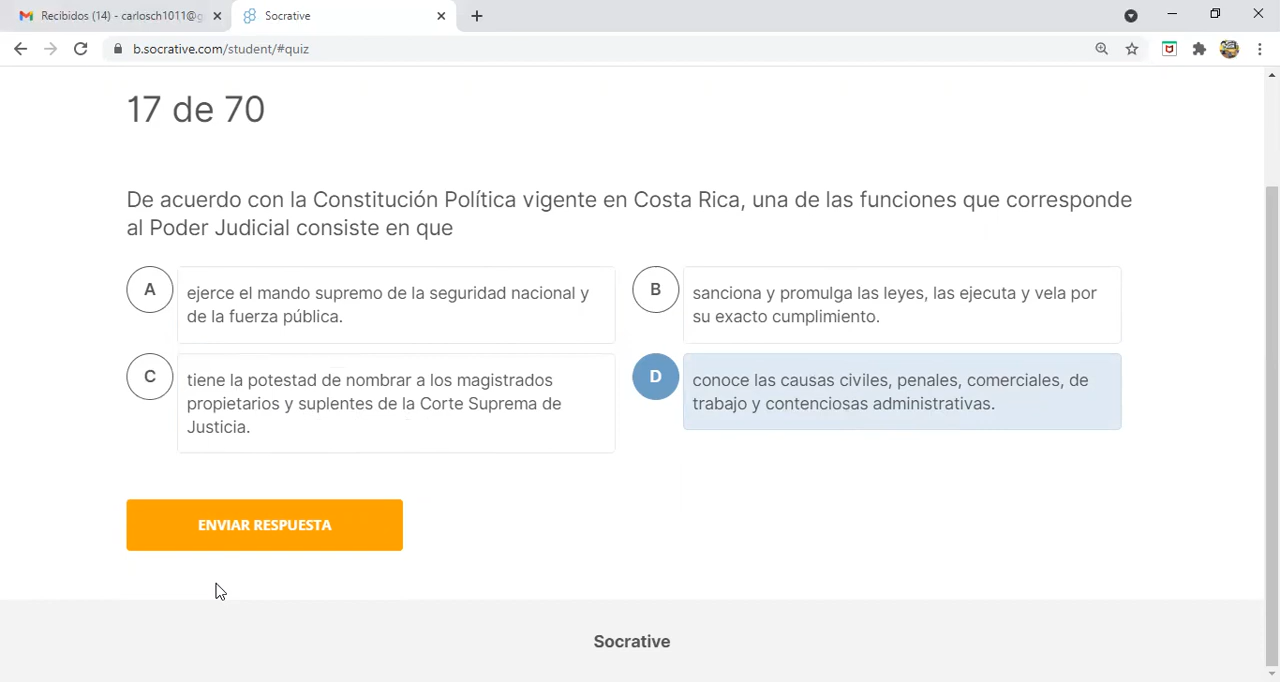 Recibidos (14) - carlosch1011@g
Socrative
b.socrative.com/student/#quiz
17 de 70
De acuerdo con la Constitución Política vigente en Costa Rica, una de las funciones que corresponde
al Poder Judicial consiste en que
A
ejerce el mando supremo de la seguridad nacional y
de la fuerza pública.
B
sanciona y promulga las leyes, las ejecuta y vela por
su exacto cumplimiento.
C
tiene la potestad de nombrar a los magistrados
propietarios y suplentes de la Corte Suprema de
Justicia.
D
conoce las causas civiles, penales, comerciales, de
trabajo y contenciosas administrativas.
ENVIAR RESPUESTA
Socrative